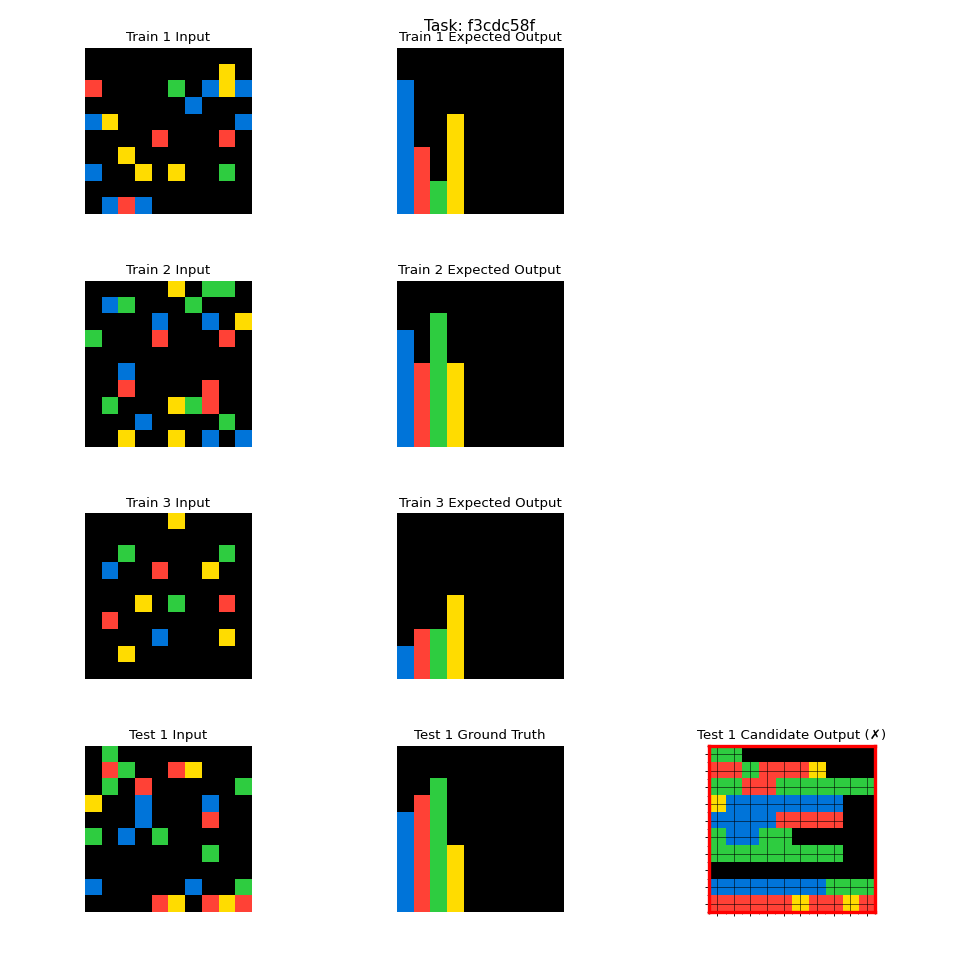 Task: f3cdc58f
Train 1 Input
Train 1 Expected Output
Train 2 Input
Train 2 Expected Output
Train 3 Input
Train 3 Expected Output
Test 1 Input
Test 1 Ground Truth
Test 1 Candidate Output (✗)